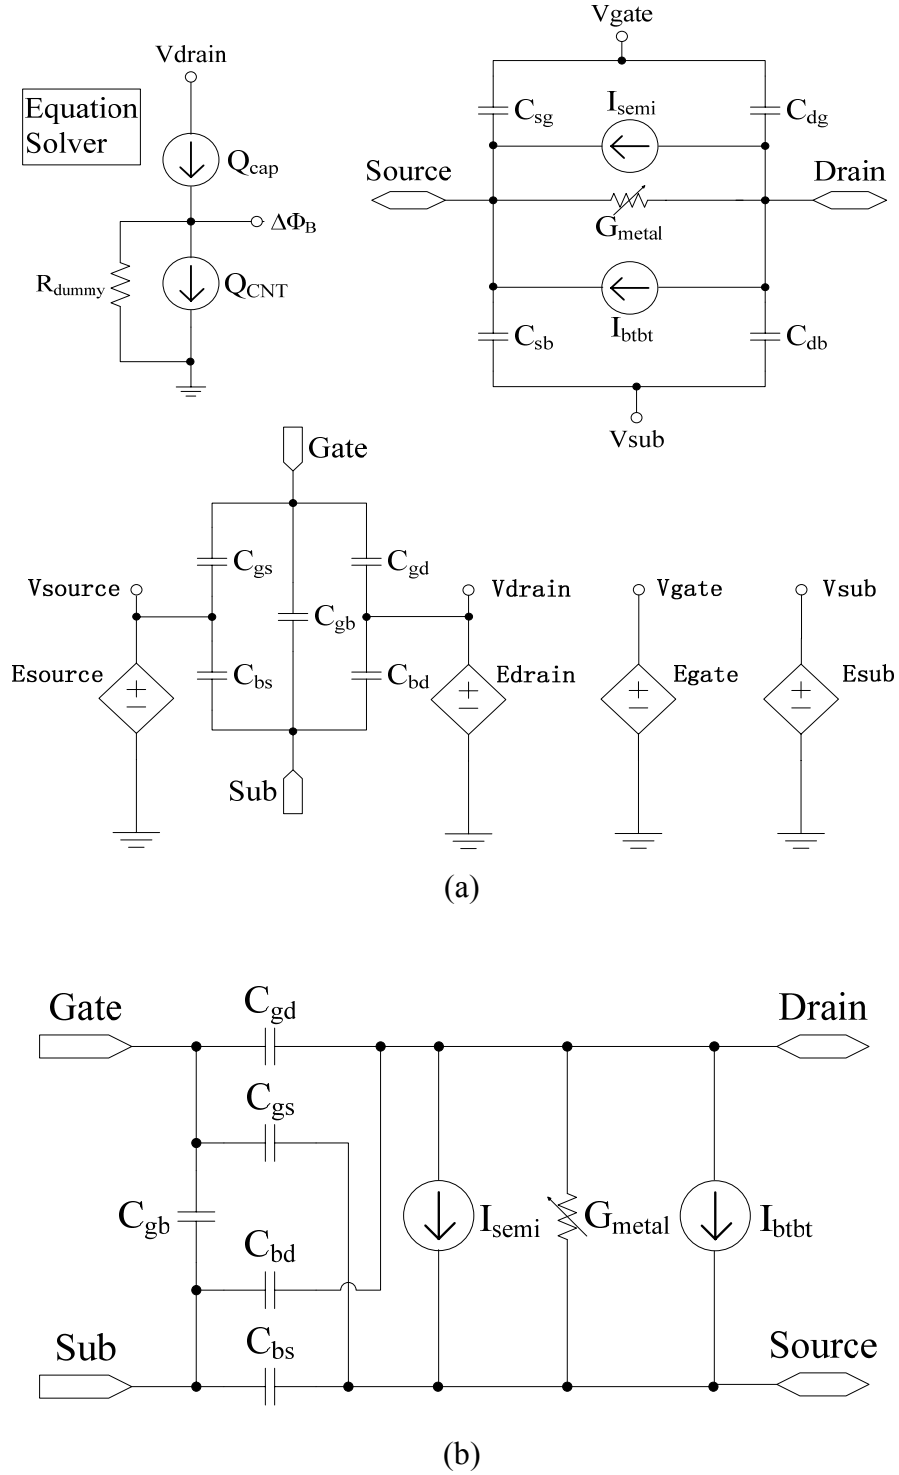 Vdrain
Equation
Solver
Qcap
ΔΦB
Rdummy
QCNT
Vgate
Csg
Isemi
Cdg
Source
Drain
Gmetal
Csb
Ibtbt
Cdb
Vsub
Gate
Cgs
Cgd
Vsource
Cgb
Vdrain
Vgate
Vsub
Esource
+
−
Cbs
Cbd
+
−
Edrain
+
−
Egate
+
−
Esub
Sub
(a)
Gate
Cgd
Drain
Cgs
Cgb
Isemi
Gmetal
Ibtbt
Cbd
Sub
Cbs
Source
(b)